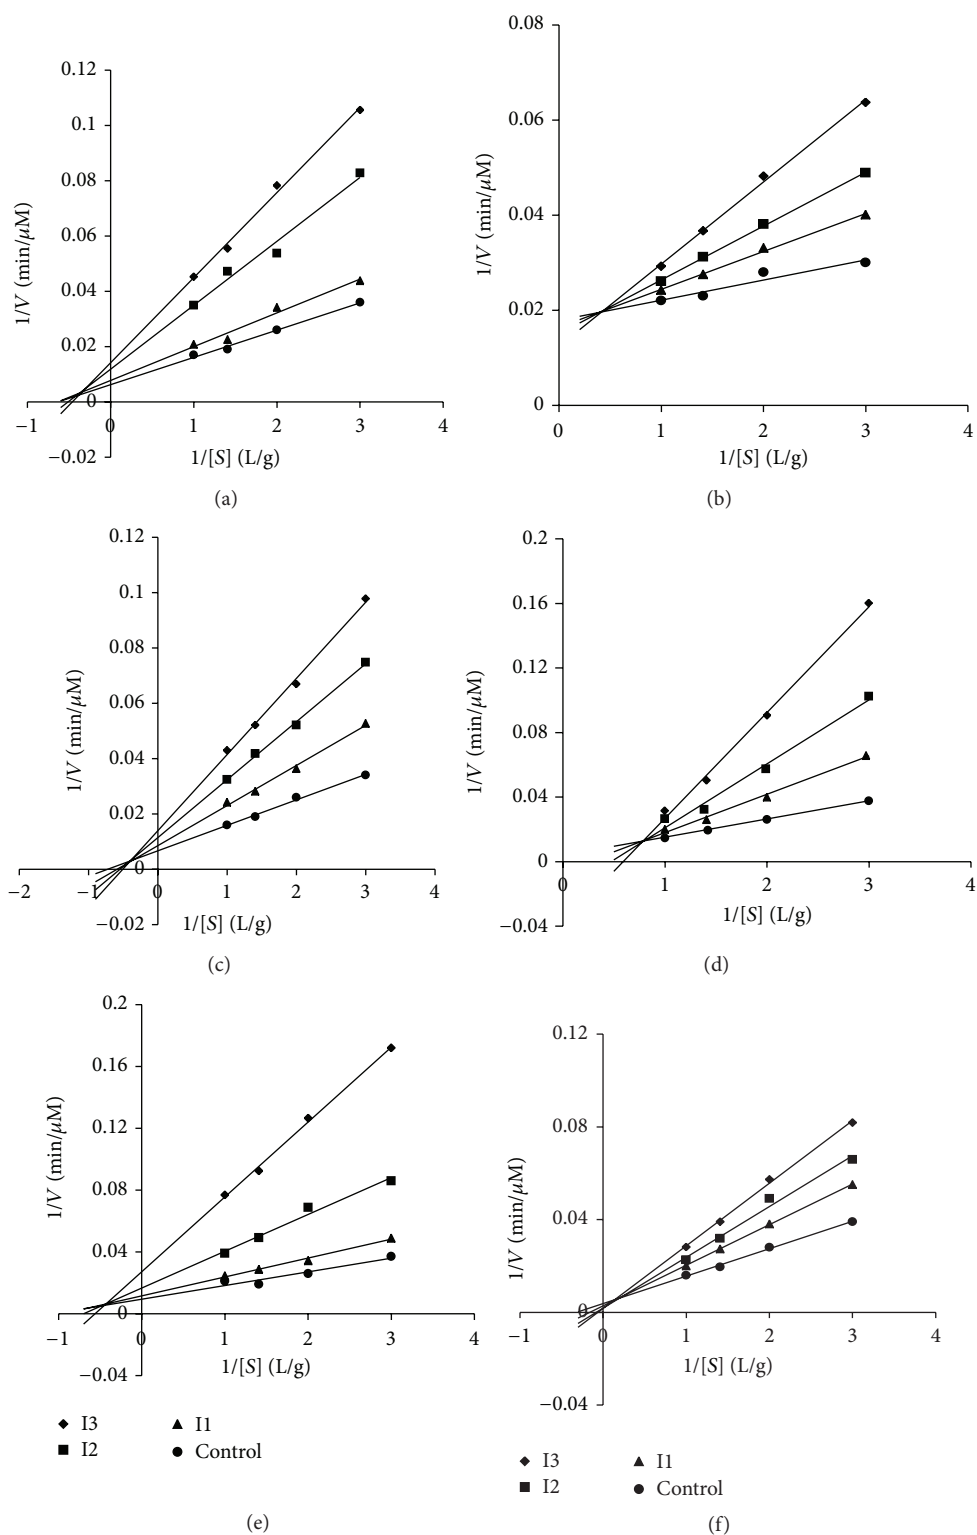 0.12
0.1
0.08
0.06
0.04
0.02
0
−0.02
1/V (min/μM)
−1 0 1 2 3 4
1/[S] (L/g)
(a)
0.08
0.06
0.04
0.02
0
1/V (min/μM)
0 1 2 3 4
1/[S] (L/g)
(b)
0.12
0.1
0.08
0.06
0.04
0.02
0
−0.02
1/V (min/μM)
−2 −1 0 1 2 3 4
1/[S] (L/g)
(c)
0.2
0.16
0.12
0.08
0.04
0
−0.04
1/V (min/μM)
0 1 2 3 4
1/[S] (L/g)
(d)
0.2
0.16
0.12
0.08
0.04
0
−0.04
1/V (min/μM)
−1 0 1 2 3 4
1/[S] (L/g)
I3 I1
I2 Control
(e)
0.12
0.08
0.04
0
−0.04
1/V (min/μM)
−1 0 1 2 3 4
1/[S] (L/g)
I3 I1
I2 Control
(f)